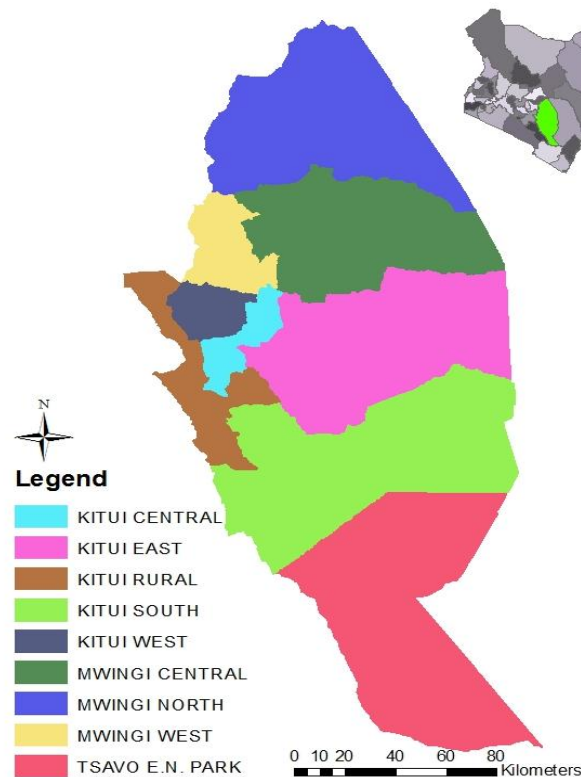 N
Legend
KITUI CENTRAL
KITUI EAST
KITUI RURAL
KITUI SOUTH
KITUI WEST
MWINGI CENTRAL
MWINGI NORTH
MWINGI WEST
TSAVO E.N. PARK
0 10 20 40 60 80
Kilometers